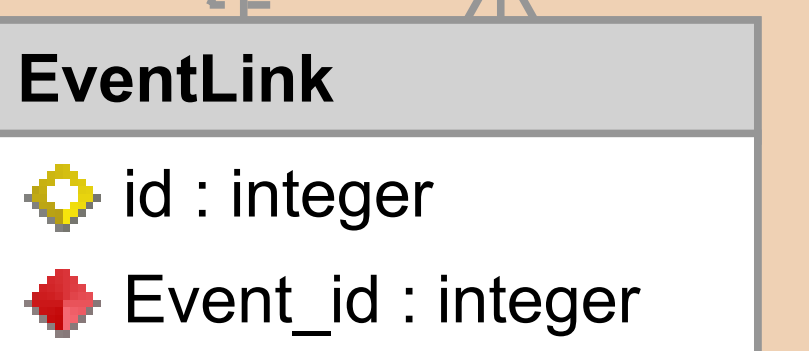 EventLink
id : integer
Event_id : integer